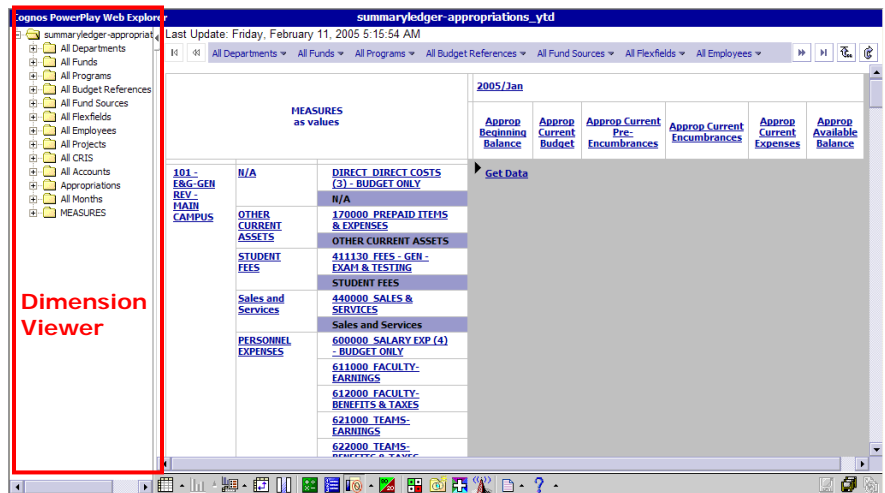 Cognos PowerPlay Web Explorer
summaryledger-appropriations_ytd
summaryledger-appropriat
All Departments
All Funds
All Programs
All Budget References
All Fund Sources
All Flexfields
All Employees
All Projects
All CRIS
All Accounts
Appropriations
All Months
MEASURES
Dimension
Viewer
Last Update: Friday, February 11, 2005 5:15:54 AM
All Departments All Funds All Programs All Budget References All Fund Sources All Flexfields All Employees
MEASURES
as values
2005/Jan
Approp Beginning Balance
Approp Current Budget
Approp Current Pre-Encumbrances
Approp Current Encumbrances
Approp Current Expenses
Approp Available Balance
Get Data
101 -
E&G-GEN
REV -
MAIN
CAMPUS
N/A
DIRECT DIRECT COSTS
(3) - BUDGET ONLY
N/A
OTHER
CURRENT
ASSETS
170000 PREPAID ITEMS
& EXPENSES
OTHER CURRENT ASSETS
STUDENT
FEES
411130 FEES - GEN -
EXAM & TESTING
STUDENT FEES
Sales and
Services
440000 SALES &
SERVICES
Sales and Services
PERSONNEL
EXPENSES
600000 SALARY EXP (4)
- BUDGET ONLY
611000 FACULTY-
EARNINGS
612000 FACULTY-
BENEFITS & TAXES
621000 TEAMS-
EARNINGS
622000 TEAMS-
BENEFITS & TAXES